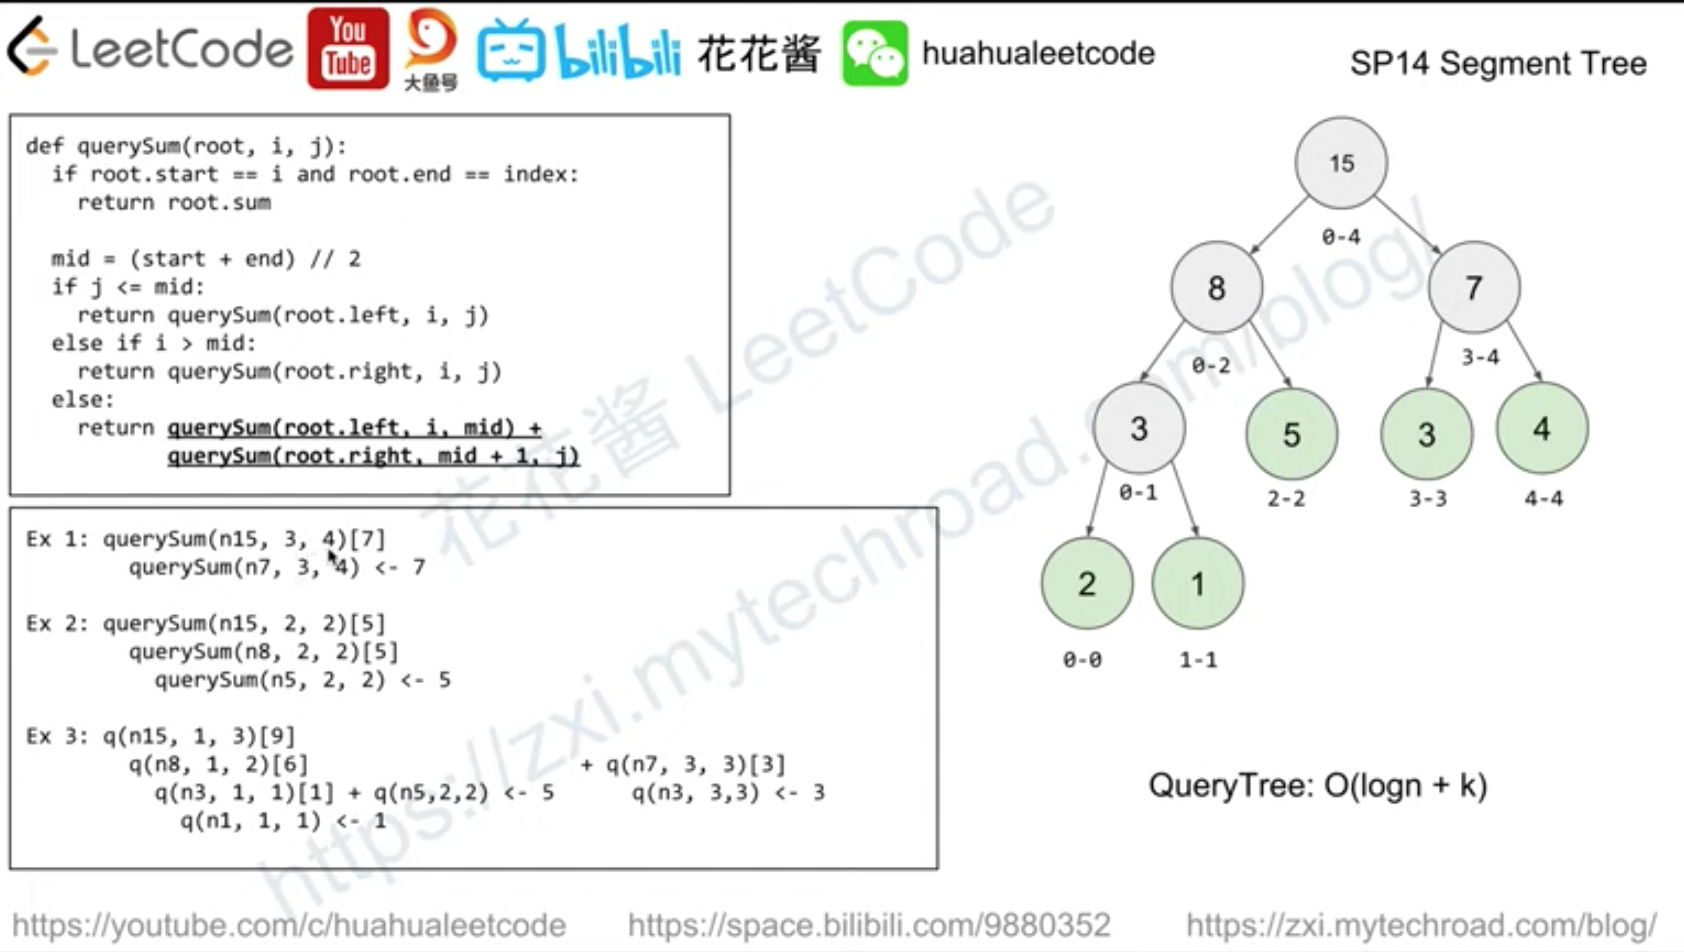 LeetCode You Tube 大鱼号 bilibili 花花酱 huahualeetcode SP14 Segment Tree
def querySum(root, i, j):
if root.start == i and root.end == index:
return root.sum
mid = (start + end) // 2
if j <= mid:
return querySum(root.left, i, j)
else if i > mid:
return querySum(root.right, i, j)
else:
return querySum(root.left, i, mid) +
querySum(root.right, mid + 1, j)
Ex 1: querySum(n15, 3, 4)[7]
querySum(n7, 3, 4) <- 7
Ex 2: querySum(n15, 2, 2)[5]
querySum(n8, 2, 2)[5]
querySum(n5, 2, 2) <- 5
Ex 3: q(n15, 1, 3)[9]
q(n8, 1, 2)[6] + q(n7, 3, 3)[3]
q(n3, 1, 1)[1] + q(n5,2,2) <- 5 q(n3, 3,3) <- 3
q(n1, 1, 1) <- 1
15
0-4
8 7
0-2 3-4
3 5 3 4
0-1 2-2 3-3 4-4
2 1
0-0 1-1
QueryTree: O(logn + k)
花花酱 LeetCode
https://zxi.mytechroad.com/blog/
https://youtube.com/c/huahualeetcode https://space.bilibili.com/9880352 https://zxi.mytechroad.com/blog/